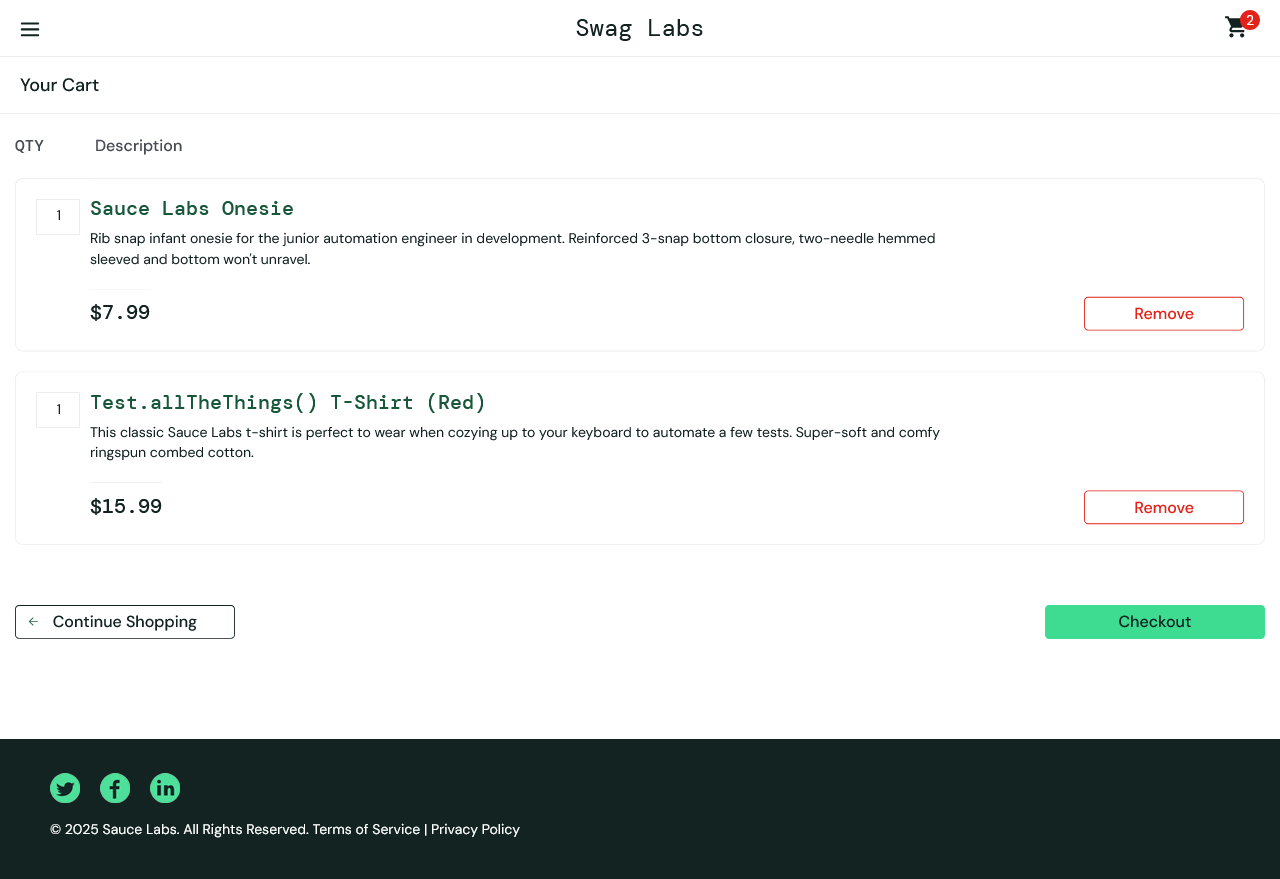 Swag Labs
2
Your Cart
QTY Description
1
Sauce Labs Onesie
Rib snap infant onesie for the junior automation engineer in development. Reinforced 3-snap bottom closure, two-needle hemmed
sleeved and bottom won't unravel.
$7.99
Remove
1
Test.allTheThings() T-Shirt (Red)
This classic Sauce Labs t-shirt is perfect to wear when cozying up to your keyboard to automate a few tests. Super-soft and comfy
ringspun combed cotton.
$15.99
Remove
Continue Shopping
Checkout
© 2025 Sauce Labs. All Rights Reserved. Terms of Service | Privacy Policy